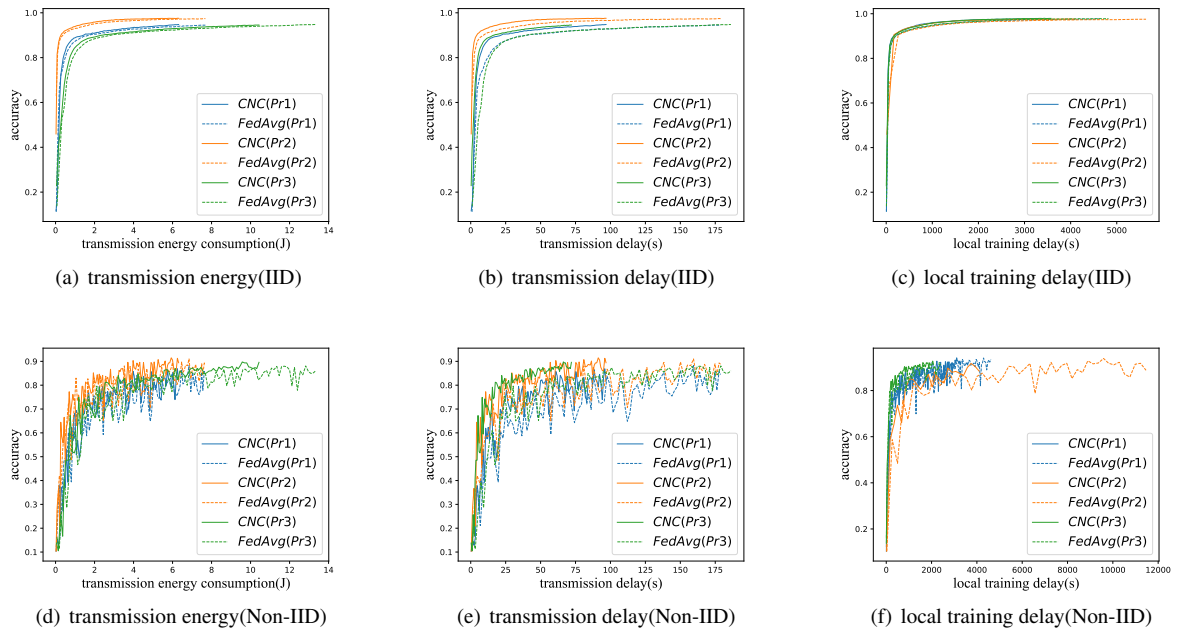 1.0
0.8
0.6
0.4
0.2
accuracy
CNC(Pr1)
FedAvg(Pr1)
CNC(Pr2)
FedAvg(Pr2)
CNC(Pr3)
FedAvg(Pr3)
0 2 4 6 8 10 12 14
transmission energy consumption(J)
(a) transmission energy(IID)
1.0
0.8
0.6
0.4
0.2
accuracy
CNC(Pr1)
FedAvg(Pr1)
CNC(Pr2)
FedAvg(Pr2)
CNC(Pr3)
FedAvg(Pr3)
0 25 50 75 100 125 150 175
transmission delay(s)
(b) transmission delay(IID)
1.0
0.8
0.6
0.4
0.2
accuracy
CNC(Pr1)
FedAvg(Pr1)
CNC(Pr2)
FedAvg(Pr2)
CNC(Pr3)
FedAvg(Pr3)
0 1000 2000 3000 4000 5000
local training delay(s)
(c) local training delay(IID)
0.9
0.8
0.7
0.6
0.5
0.4
0.3
0.2
0.1
accuracy
CNC(Pr1)
FedAvg(Pr1)
CNC(Pr2)
FedAvg(Pr2)
CNC(Pr3)
FedAvg(Pr3)
0 2 4 6 8 10 12 14
transmission energy consumption(J)
(d) transmission energy(Non-IID)
0.9
0.8
0.7
0.6
0.5
0.4
0.3
0.2
0.1
accuracy
CNC(Pr1)
FedAvg(Pr1)
CNC(Pr2)
FedAvg(Pr2)
CNC(Pr3)
FedAvg(Pr3)
0 25 50 75 100 125 150 175
transmission delay(s)
(e) transmission delay(Non-IID)
0.8
0.6
0.4
0.2
accuracy
CNC(Pr1)
FedAvg(Pr1)
CNC(Pr2)
FedAvg(Pr2)
CNC(Pr3)
FedAvg(Pr3)
0 2000 4000 6000 8000 10000 12000
local training delay(s)
(f) local training delay(Non-IID)